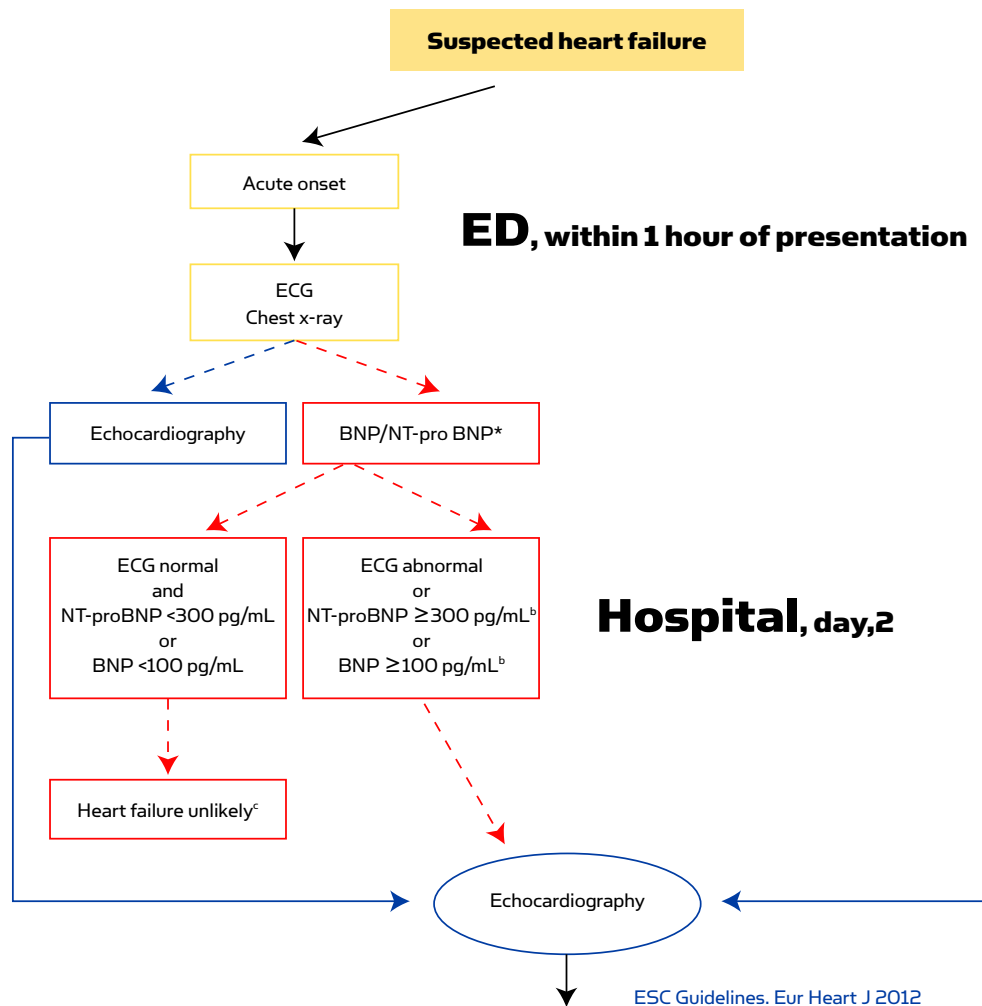 Suspected heart failure
Acute onset
ED, within 1 hour of presentation
ECG
Chest x-ray
Echocardiography
BNP/NT-pro BNP*
ECG normal
and
NT-proBNP <300 pg/mL
or
BNP <100 pg/mL
ECG abnormal
or
NT-proBNP ≥300 pg/mLᵇ
or
BNP ≥100 pg/mLᵇ
Hospital, day,2
Heart failure unlikelyᶜ
Echocardiography
ESC Guidelines. Eur Heart J 2012